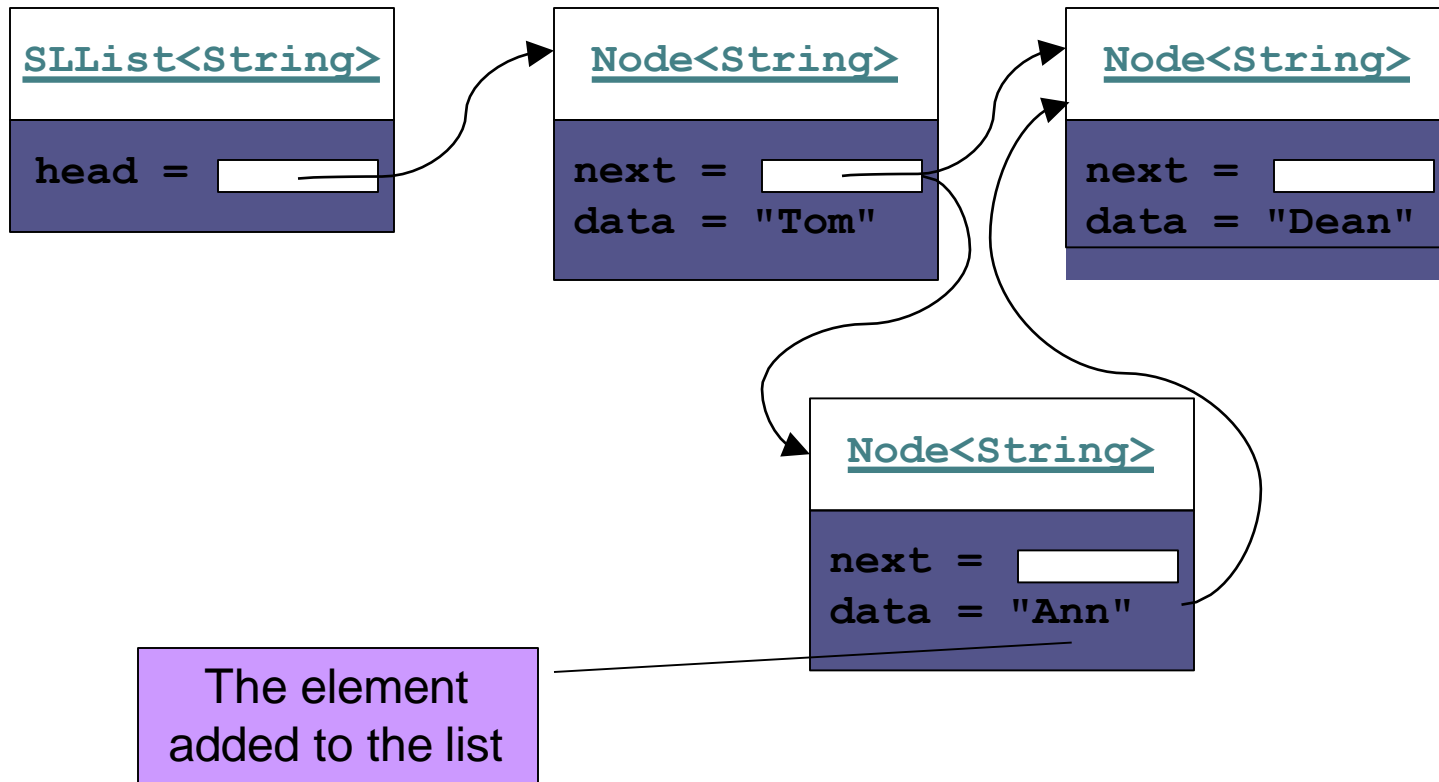 SLList<String>
head =
Node<String>
next =
data = "Tom"
Node<String>
next =
data = "Dean"
Node<String>
next =
data = "Ann"
The element
added to the list